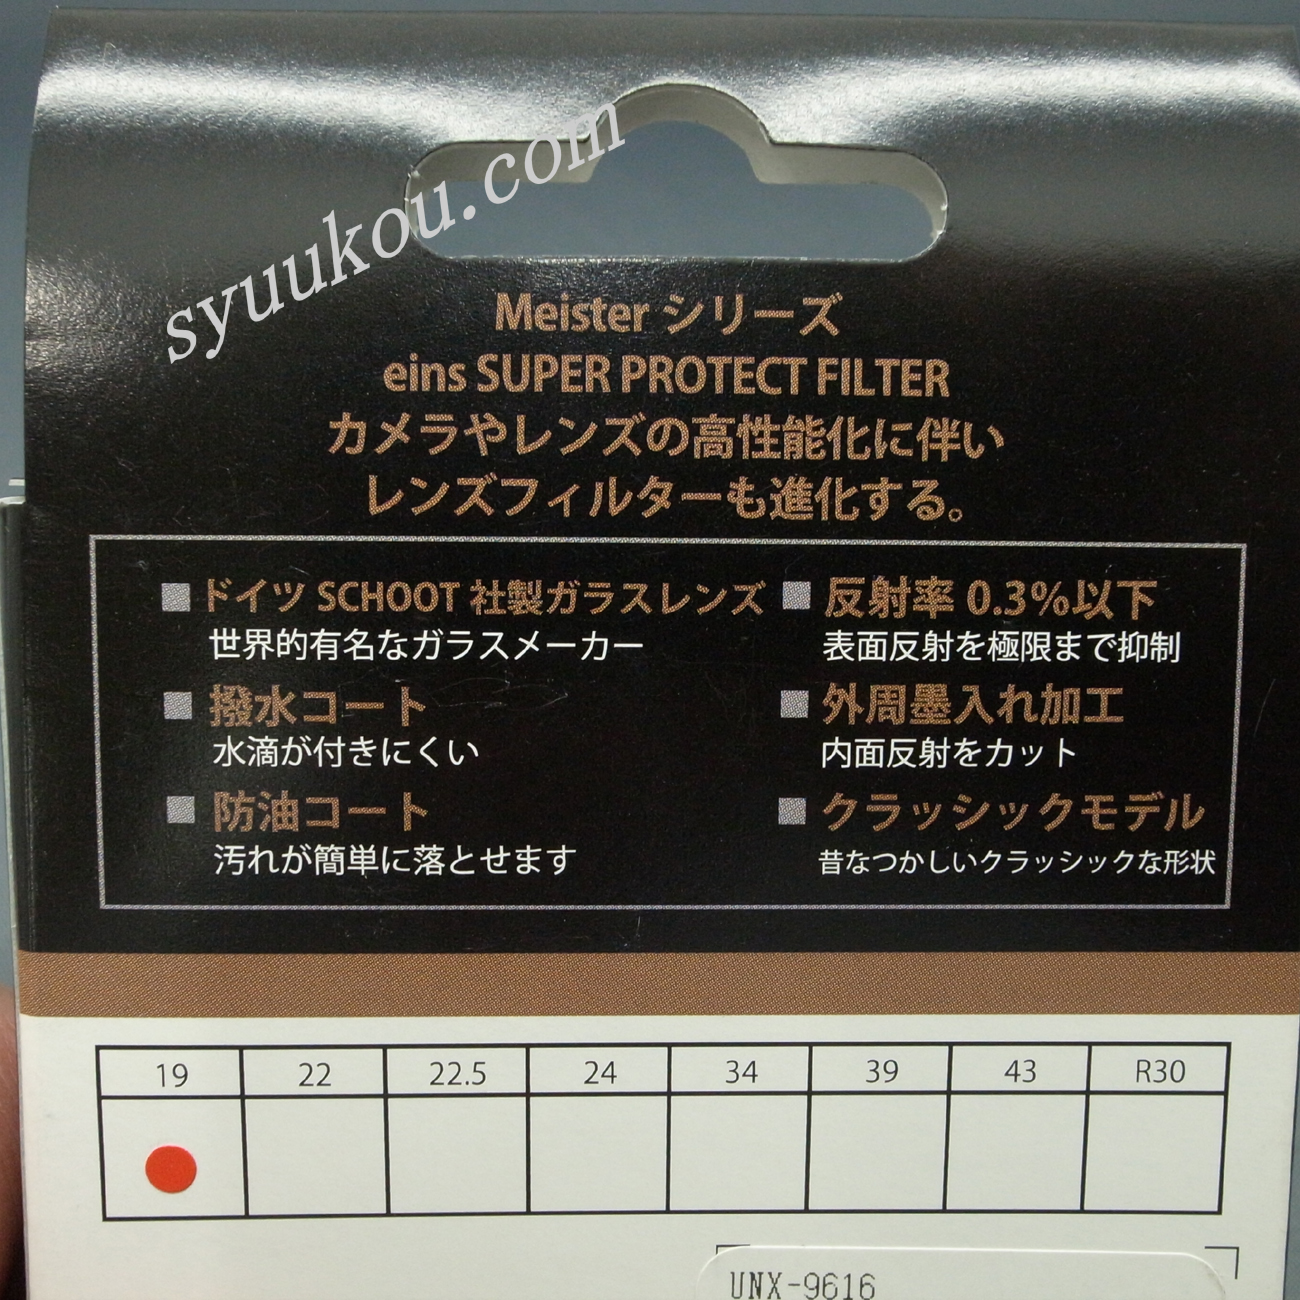 syuukou.com
Meister シリーズ
eins SUPER PROTECT FILTER
カメラやレンズの高性能化に伴い
レンズフィルターも進化する。
ドイツ SCHOOT 社製ガラスレンズ
世界的有名なガラスメーカー
撥水コート
水滴が付きにくい
防油コート
汚れが簡単に落とせます
反射率 0.3%以下
表面反射を極限まで抑制
外周墨入れ加工
内面反射をカット
クラッシックモデル
昔なつかしいクラッシックな形状
19 22 22.5 24 34 39 43 R30
UNX-9616